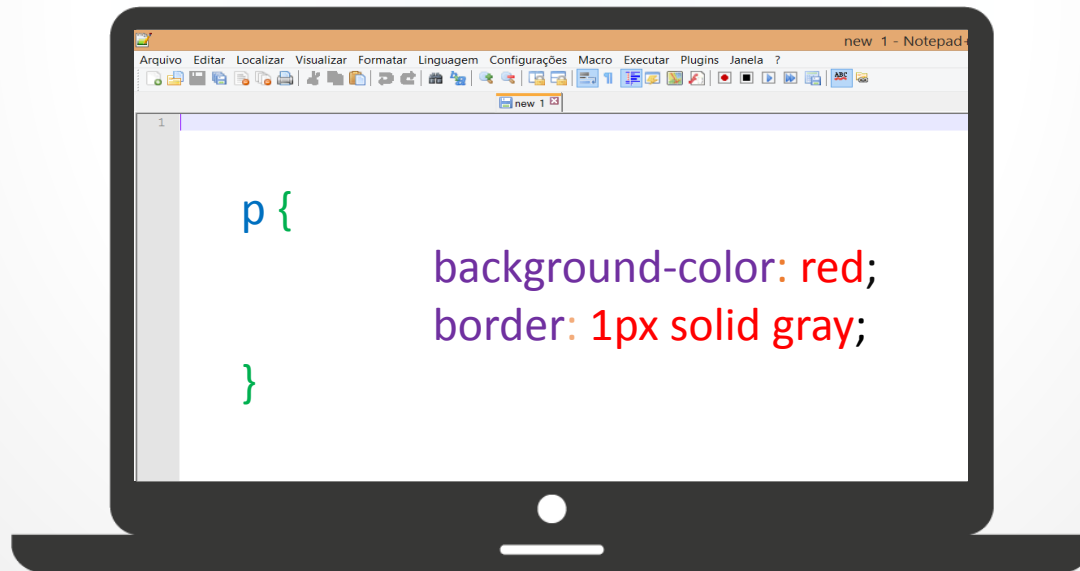 new 1 - Notepad+
Arquivo Editar Localizar Visualizar Formatar Linguagem Configurações Macro Executar Plugins Janela ?
ABC
new 1
1
p {
background-color: red;
border: 1px solid gray;
}